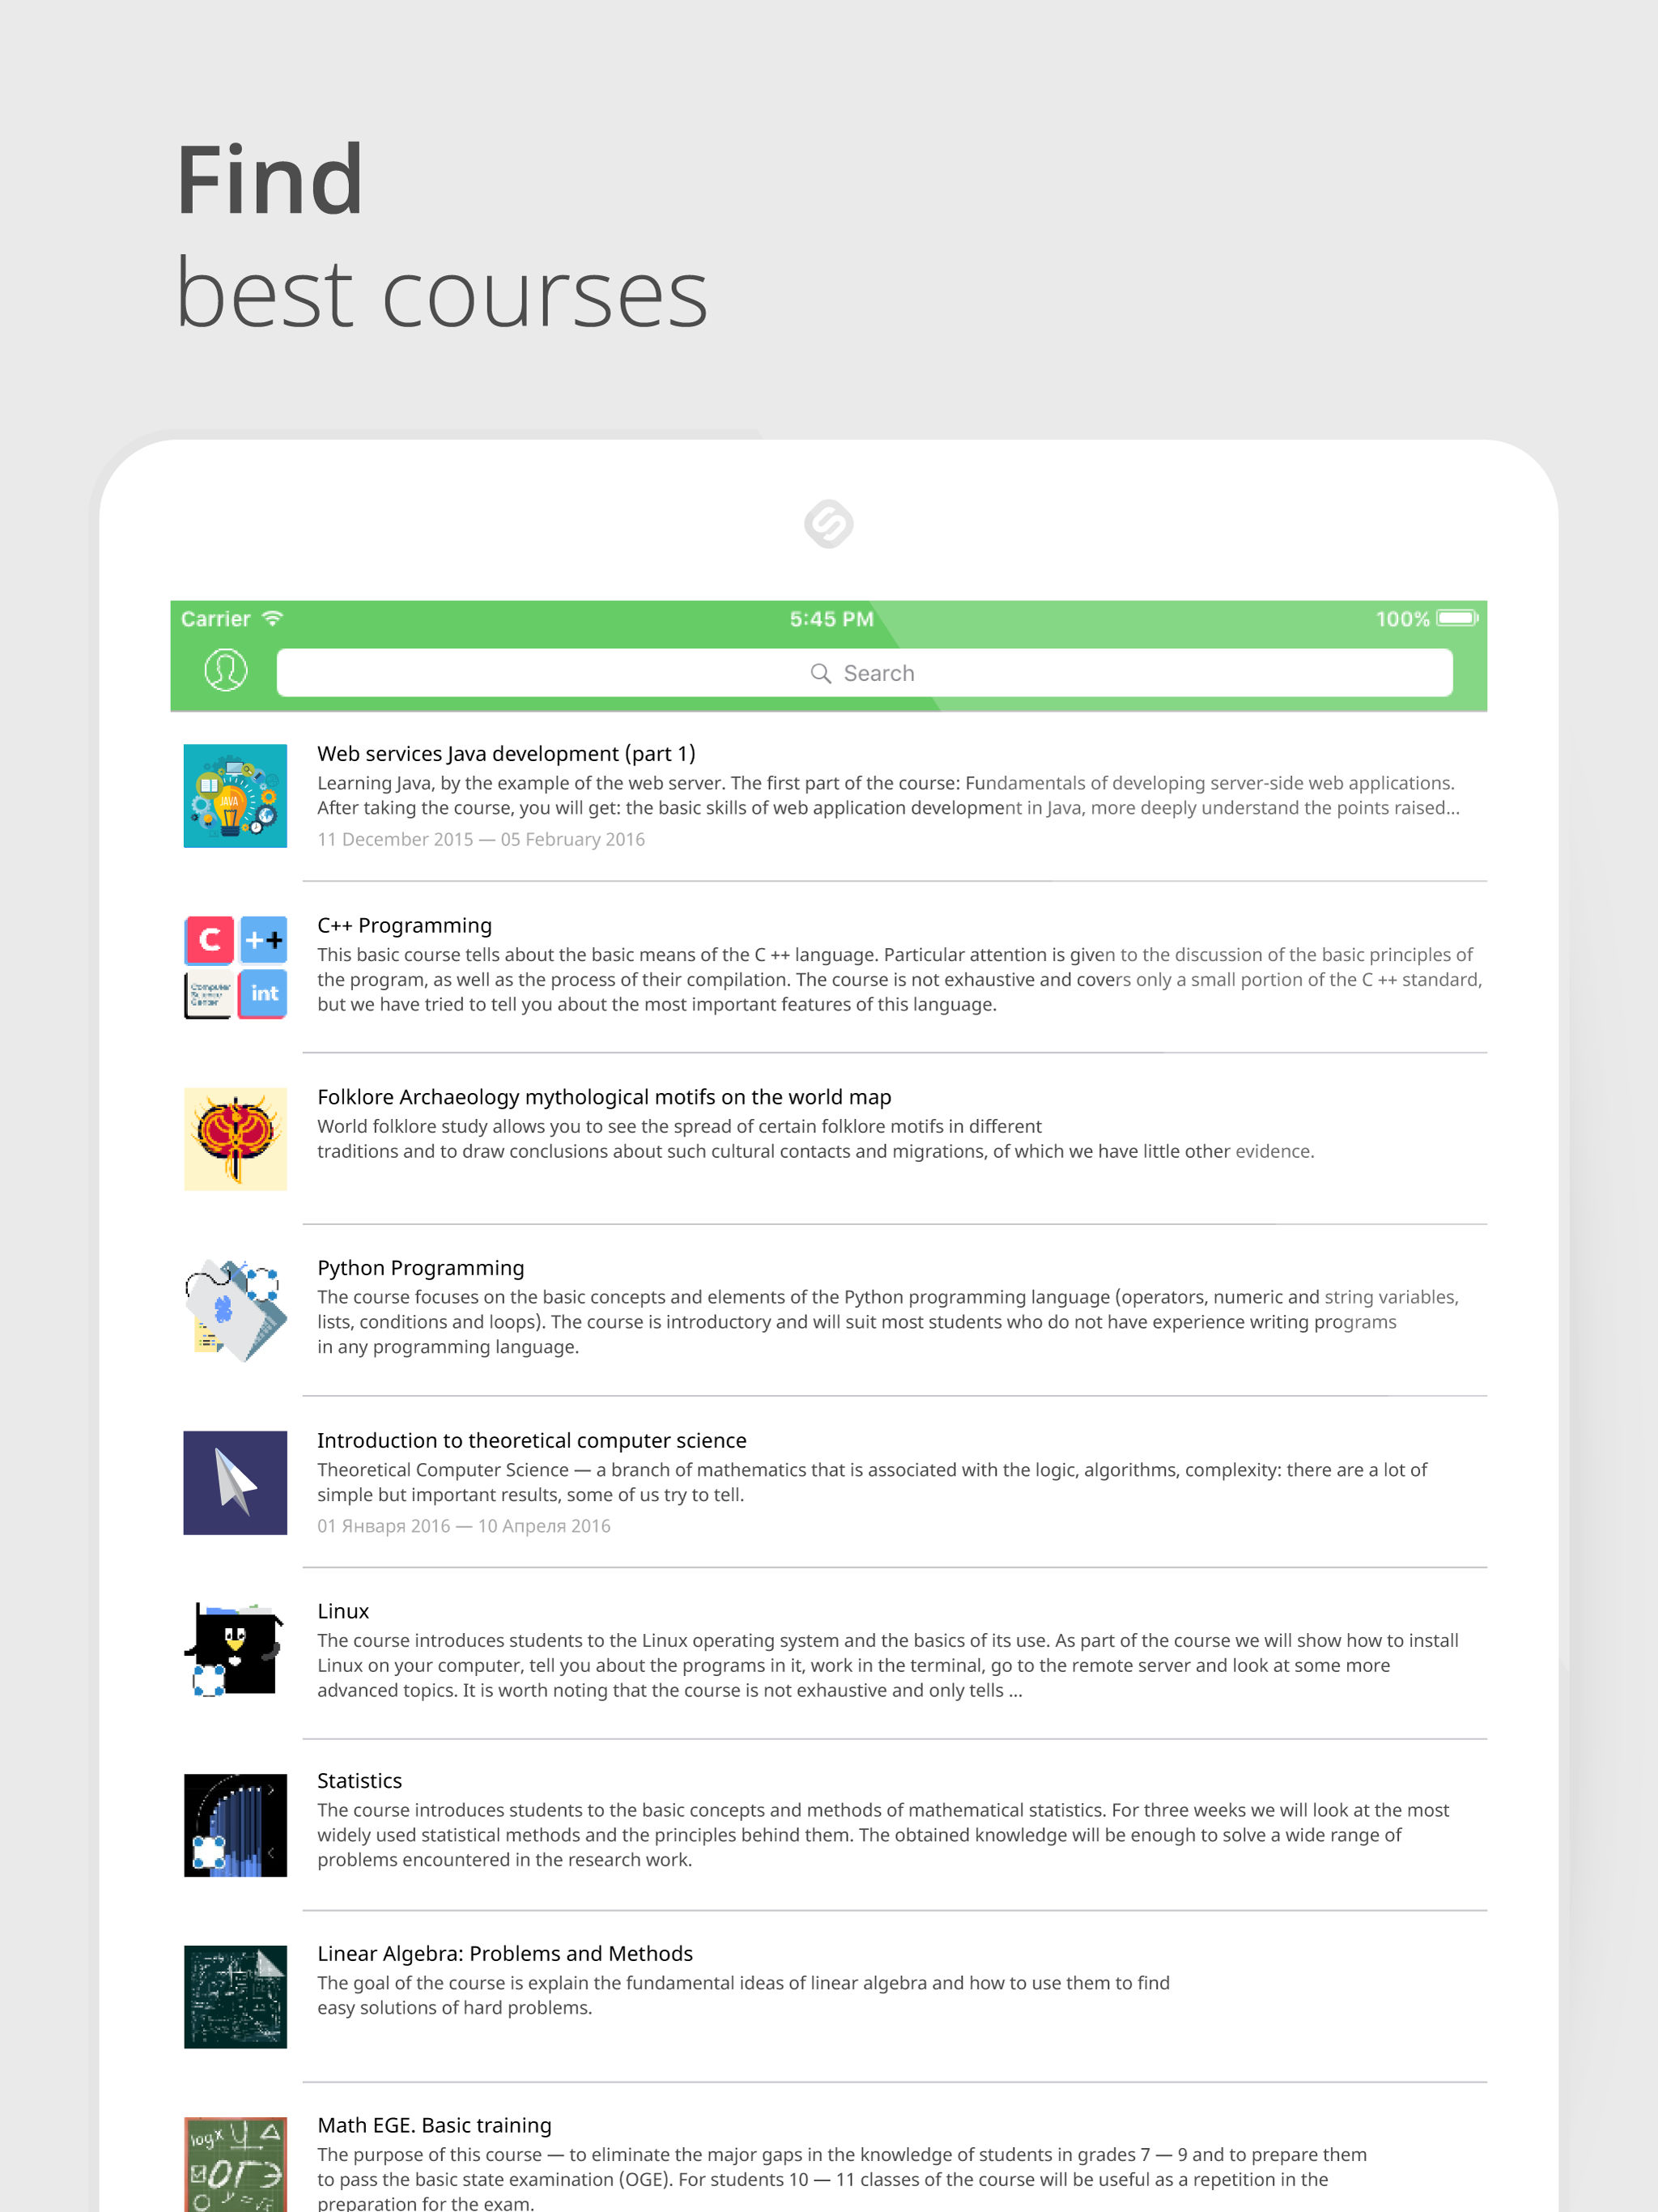 Find
best courses
Carrier
5:45 PM
100%
Search
Web services Java development (part 1)
Learning Java, by the example of the web server. The first part of the course: Fundamentals of developing server-side web applications.
After taking the course, you will get: the basic skills of web application development in Java, more deeply understand the points raised...
11 December 2015 — 05 February 2016
JAVA
C++ Programming
This basic course tells about the basic means of the C ++ language. Particular attention is given to the discussion of the basic principles of
the program, as well as the process of their compilation. The course is not exhaustive and covers only a small portion of the C ++ standard,
but we have tried to tell you about the most important features of this language.
C
++
Computer
Science
Center
int
Folklore Archaeology mythological motifs on the world map
World folklore study allows you to see the spread of certain folklore motifs in different
traditions and to draw conclusions about such cultural contacts and migrations, of which we have little other evidence.
Python Programming
The course focuses on the basic concepts and elements of the Python programming language (operators, numeric and string variables,
lists, conditions and loops). The course is introductory and will suit most students who do not have experience writing programs
in any programming language.
Introduction to theoretical computer science
Theoretical Computer Science — a branch of mathematics that is associated with the logic, algorithms, complexity: there are a lot of
simple but important results, some of us try to tell.
01 Января 2016 — 10 Апреля 2016
Linux
The course introduces students to the Linux operating system and the basics of its use. As part of the course we will show how to install
Linux on your computer, tell you about the programs in it, work in the terminal, go to the remote server and look at some more
advanced topics. It is worth noting that the course is not exhaustive and only tells ...
Statistics
The course introduces students to the basic concepts and methods of mathematical statistics. For three weeks we will look at the most
widely used statistical methods and the principles behind them. The obtained knowledge will be enough to solve a wide range of
problems encountered in the research work.
Linear Algebra: Problems and Methods
The goal of the course is explain the fundamental ideas of linear algebra and how to use them to find
easy solutions of hard problems.
Math EGE. Basic training
The purpose of this course — to eliminate the major gaps in the knowledge of students in grades 7 — 9 and to prepare them
to pass the basic state examination (OGE). For students 10 — 11 classes of the course will be useful as a repetition in the
preparation for the exam.
logx
ОГЭ